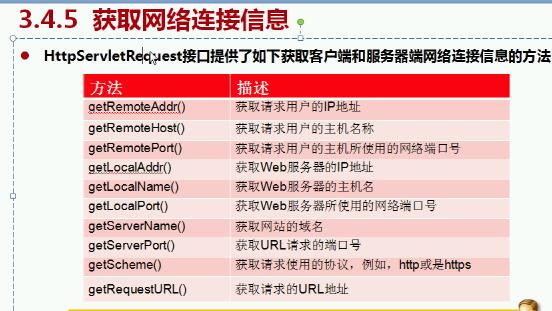 3.4.5 获取网络连接信息
HttpServletRequest接口提供了如下获取客户端和服务器端网络连接信息的方法
方法 描述
getRemoteAddr() 获取请求用户的IP地址
getRemoteHost() 获取请求用户的主机名称
getRemotePort() 获取请求用户的主机所使用的网络端口号
getLocalAddr() 获取Web服务器的IP地址
getLocalName() 获取Web服务器的主机名
getLocalPort() 获取Web服务器所使用的网络端口号
getServerName() 获取网站的域名
getServerPort() 获取URL请求的端口号
getScheme() 获取请求使用的协议，例如，http或是https
getRequestURL() 获取请求的URL地址